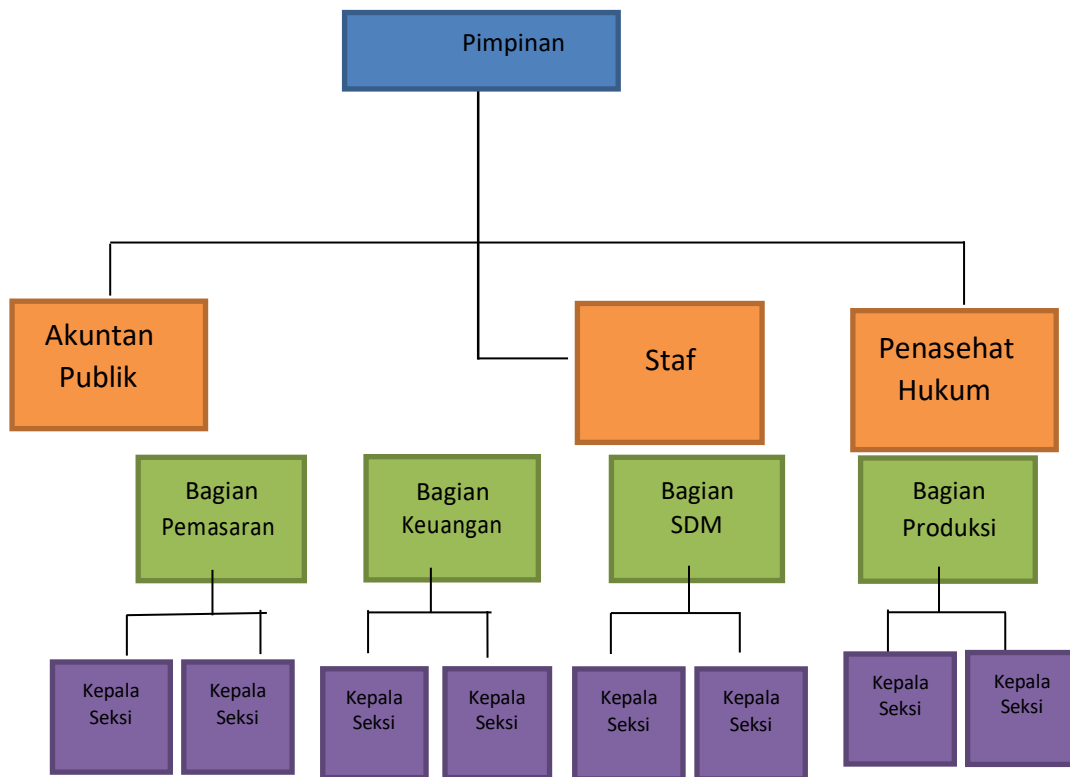 Pimpinan
Akuntan
Publik
Staf
Penasehat
Hukum
Bagian
Pemasaran
Bagian
Keuangan
Bagian
SDM
Bagian
Produksi
Kepala
Seksi
Kepala
Seksi
Kepala
Seksi
Kepala
Seksi
Kepala
Seksi
Kepala
Seksi
Kepala
Seksi
Kepala
Seksi